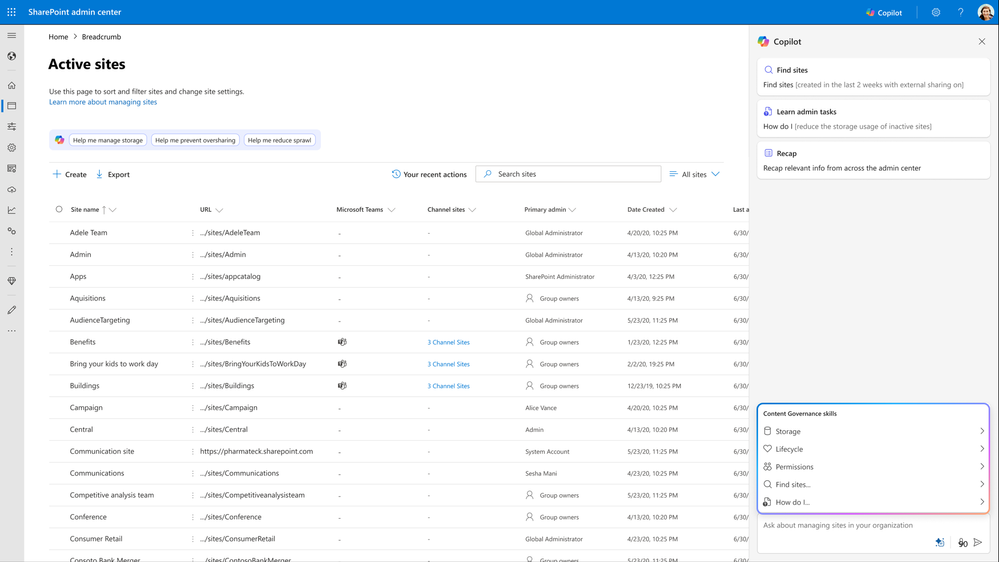 SharePoint admin center
Copilot
?
Home > Breadcrumb
Active sites
Use this page to sort and filter sites and change site settings.
Learn more about managing sites
Help me manage storage Help me prevent oversharing Help me reduce sprawl
Create Export Your recent actions Search sites All sites
Site name URL Microsoft Teams Channel sites Primary admin Date Created Last a
Adele Team .../sites/AdeleTeam - - Global Administrator 4/20/20, 10:25 PM 6/30/
Admin .../sites/Admin - - Global Administrator 4/13/20, 10:20 PM 6/30/
Apps .../sites/appcatalog - - SharePoint Administrator 4/3/20, 12:25 PM 6/30/
Aquisitions .../sites/Aquisitions - - Group owners 4/13/20, 9:25 PM 6/30/
AudienceTargeting .../sites/AudienceTargeting - - Global Administrator 5/23/20, 11:25 PM 6/30/
Benefits .../sites/Benefits 3 Channel Sites Group owners 1/23/20, 12:25 PM 6/30/
Bring your kids to work day .../sites/BringYourKidsToWorkDay 3 Channel Sites Group owners 2/2/20, 19:25 PM 6/30/
Buildings .../sites/Buildings 3 Channel Sites Group owners 12/23/19, 10:25 PM 6/30/
Campaign .../sites/Campaign - - Alice Vance 4/20/20, 10:25 PM 6/30/
Central .../sites/Central - - Admin 4/13/20, 10:20 PM 6/30/
Communication site https://pharmateck.sharepoint.com - - System Account 5/23/20, 11:25 PM 6/30/
Communications .../sites/Communications - - Sesha Mani 4/23/20, 10:25 PM 6/30/
Competitive analysis team .../sites/Competitiveanalysisteam - - Group owners 5/23/20, 11:25 PM 6/30/
Conference .../sites/Conference - - Group owners 4/13/20, 10:20 PM 6/30/
Consumer Retail .../sites/ConsumerRetail - - Global Administrator 4/23/20, 10:25 PM 6/30/
Consoto Bank Merger .../sites/ContosoBankMerger - - Group owners 5/23/20, 11:25 PM 6/30/
Copilot
Find sites
Find sites [created in the last 2 weeks with external sharing on]
Learn admin tasks
How do I [reduce the storage usage of inactive sites]
Recap
Recap relevant info from across the admin center
Content Governance skills
Storage
Lifecycle
Permissions
Find sites...
How do I...
Ask about managing sites in your organization